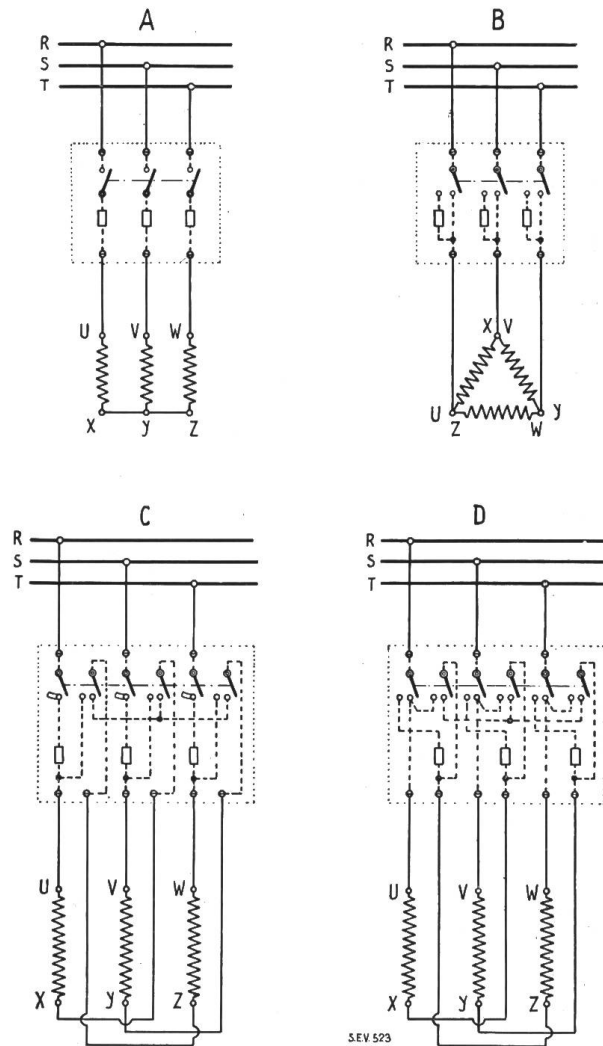 A
R
S
T
U V W
X y Z
B
R
S
T
X V
U Z W y
C
R
S
T
U V W
X y Z
D
R
S
T
U V W
X y Z
S.E.V. 523